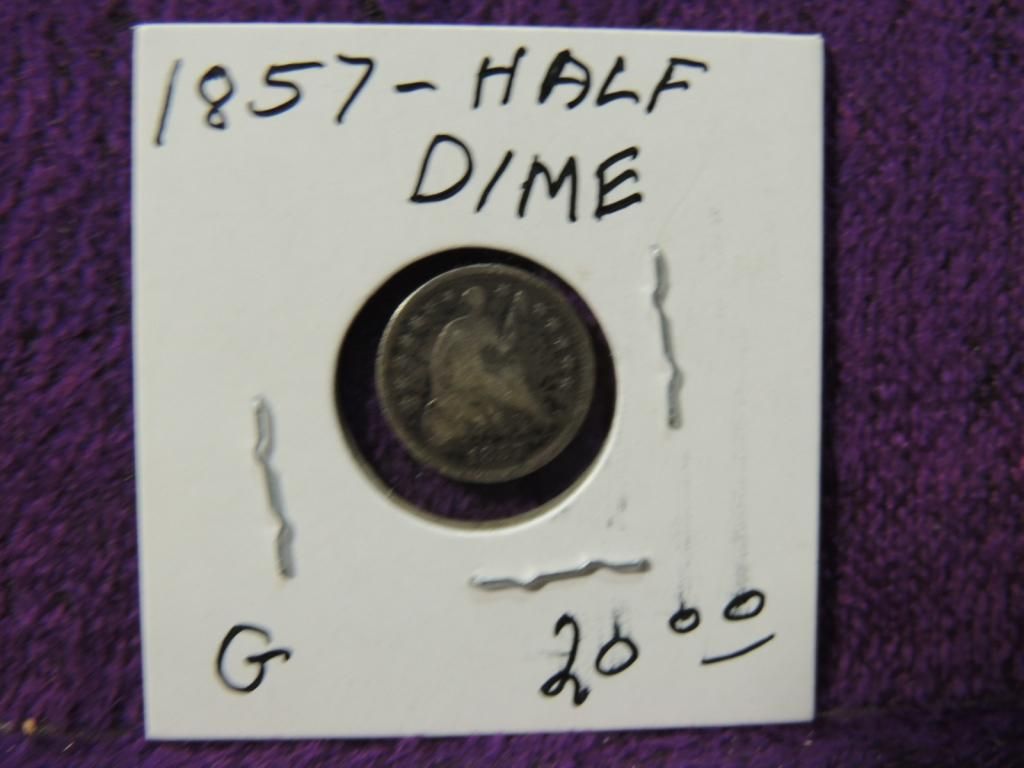 1857 - HALF
DIME
G 20.00